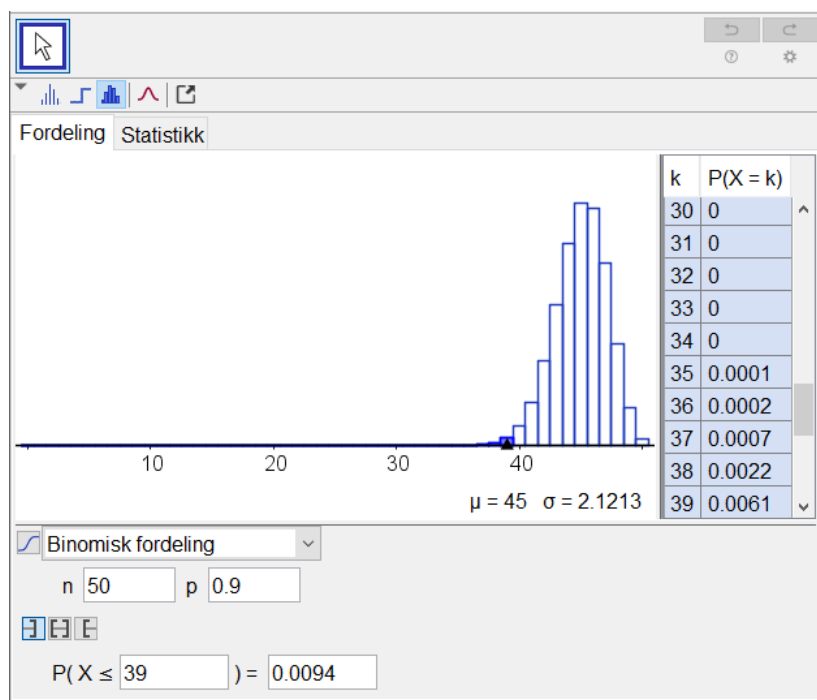 Fordeling Statistikk
k P(X = k)
30 0
31 0
32 0
33 0
34 0
35 0.0001
36 0.0002
37 0.0007
38 0.0022
39 0.0061
10 20 30 40
μ = 45 σ = 2.1213
Binomisk fordeling
n 50 p 0.9
P( X ≤ 39 ) = 0.0094